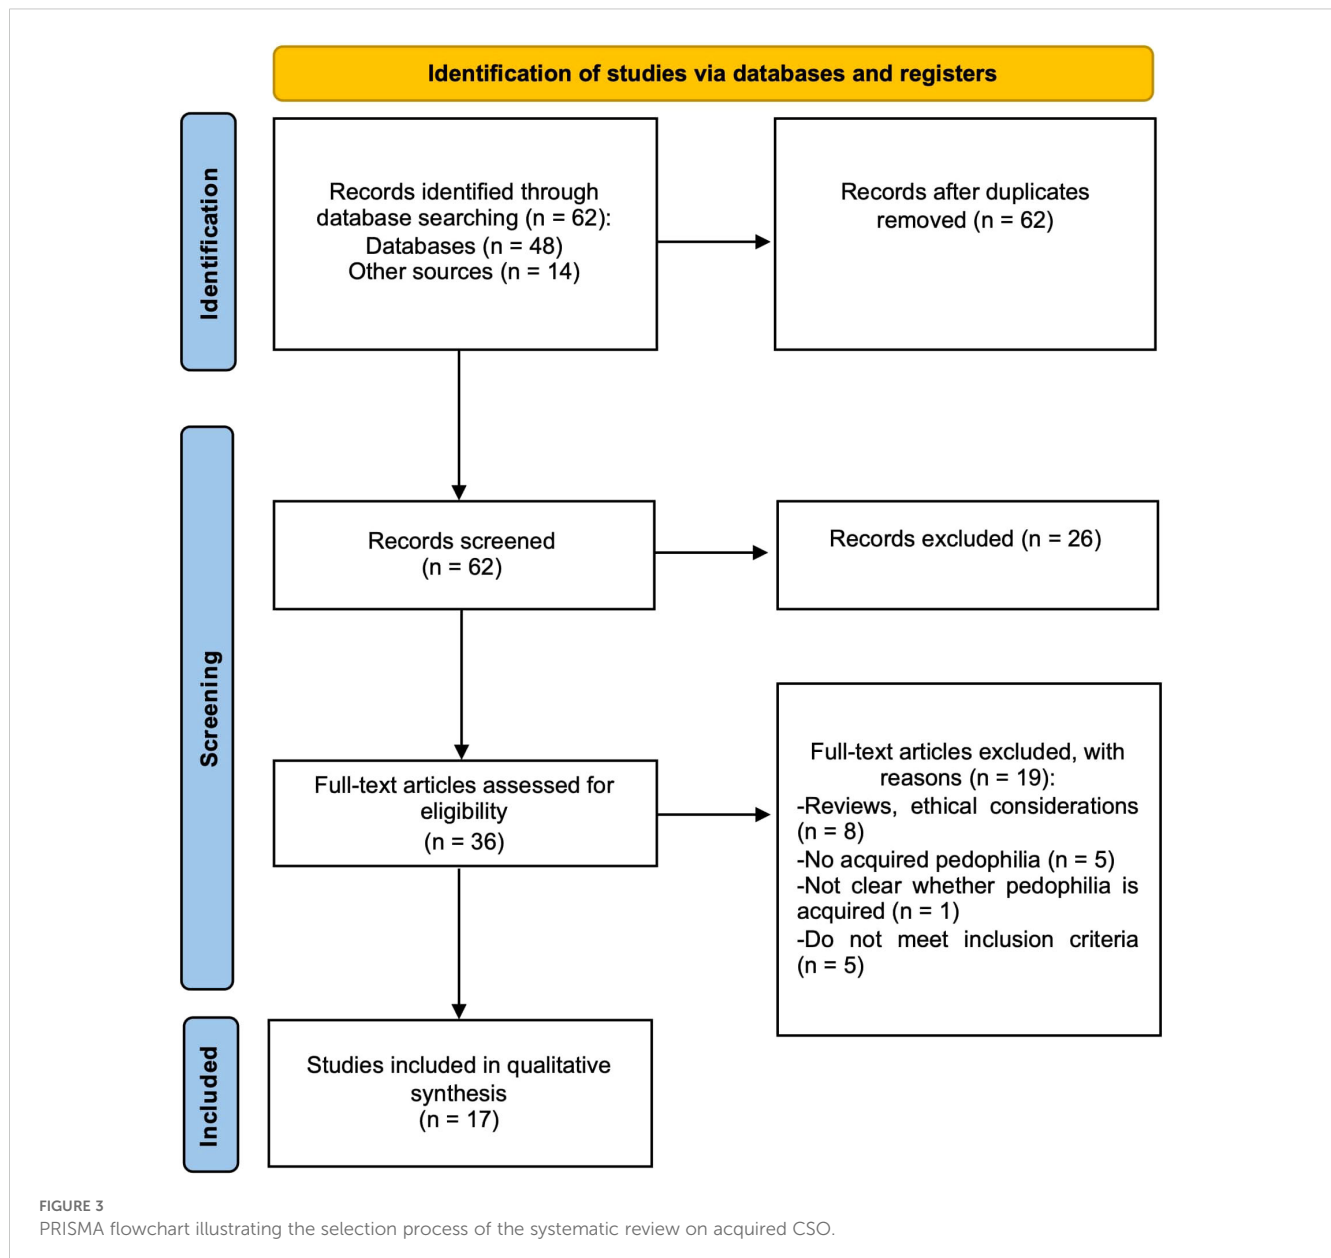 Identification of studies via databases and registers
Identification
Records identified through
database searching (n = 62):
Databases (n = 48)
Other sources (n = 14)
Records after duplicates
removed (n = 62)
Screening
Records screened
(n = 62)
Records excluded (n = 26)
Full-text articles assessed for
eligibility
(n = 36)
Full-text articles excluded, with
reasons (n = 19):
-Reviews, ethical considerations
(n = 8)
-No acquired pedophilia (n = 5)
-Not clear whether pedophilia is
acquired (n = 1)
-Do not meet inclusion criteria
(n = 5)
Included
Studies included in qualitative
synthesis
(n = 17)
FIGURE 3
PRISMA flowchart illustrating the selection process of the systematic review on acquired CSO.